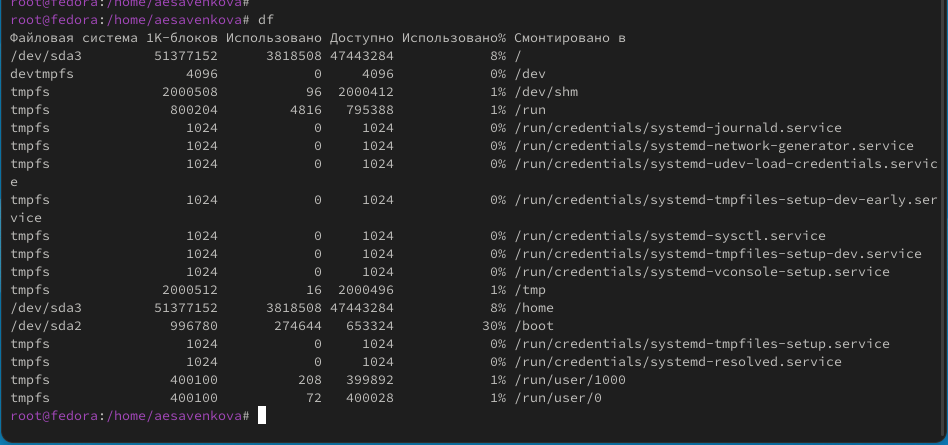 root@fedora:/home/aesavenkova#
root@fedora:/home/aesavenkova# df
Файловая система 1K-блоков Использовано Доступно Использовано% Смонтировано в
/dev/sda3 51377152 3818508 47443284 8% /
devtmpfs 4096 0 4096 0% /dev
tmpfs 2000508 96 2000412 1% /dev/shm
tmpfs 800204 4816 795388 1% /run
tmpfs 1024 0 1024 0% /run/credentials/systemd-journald.service
tmpfs 1024 0 1024 0% /run/credentials/systemd-network-generator.service
tmpfs 1024 0 1024 0% /run/credentials/systemd-udev-load-credentials.servic
e
tmpfs 1024 0 1024 0% /run/credentials/systemd-tmpfiles-setup-dev-early.ser
vice
tmpfs 1024 0 1024 0% /run/credentials/systemd-sysctl.service
tmpfs 1024 0 1024 0% /run/credentials/systemd-tmpfiles-setup-dev.service
tmpfs 1024 0 1024 0% /run/credentials/systemd-vconsole-setup.service
tmpfs 2000512 16 2000496 1% /tmp
/dev/sda3 51377152 3818508 47443284 8% /home
/dev/sda2 996780 274644 653324 30% /boot
tmpfs 1024 0 1024 0% /run/credentials/systemd-tmpfiles-setup.service
tmpfs 1024 0 1024 0% /run/credentials/systemd-resolved.service
tmpfs 400100 208 399892 1% /run/user/1000
tmpfs 400100 72 400028 1% /run/user/0
root@fedora:/home/aesavenkova#